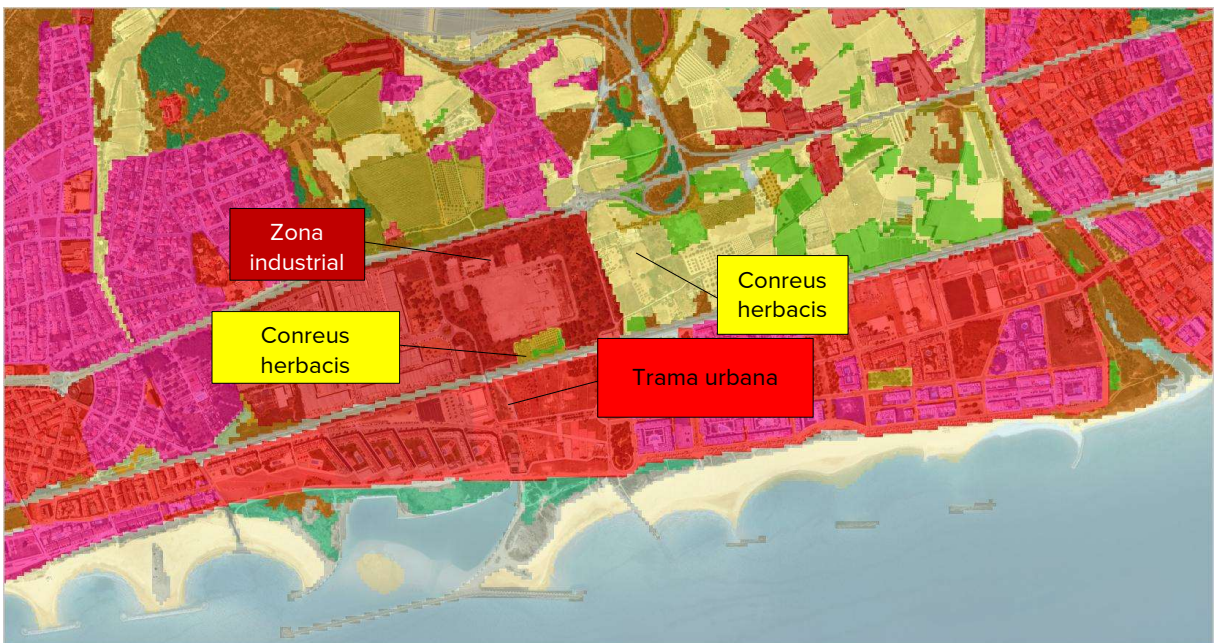 Zona
industrial
Conreus
herbacis
Conreus
herbacis
Trama urbana